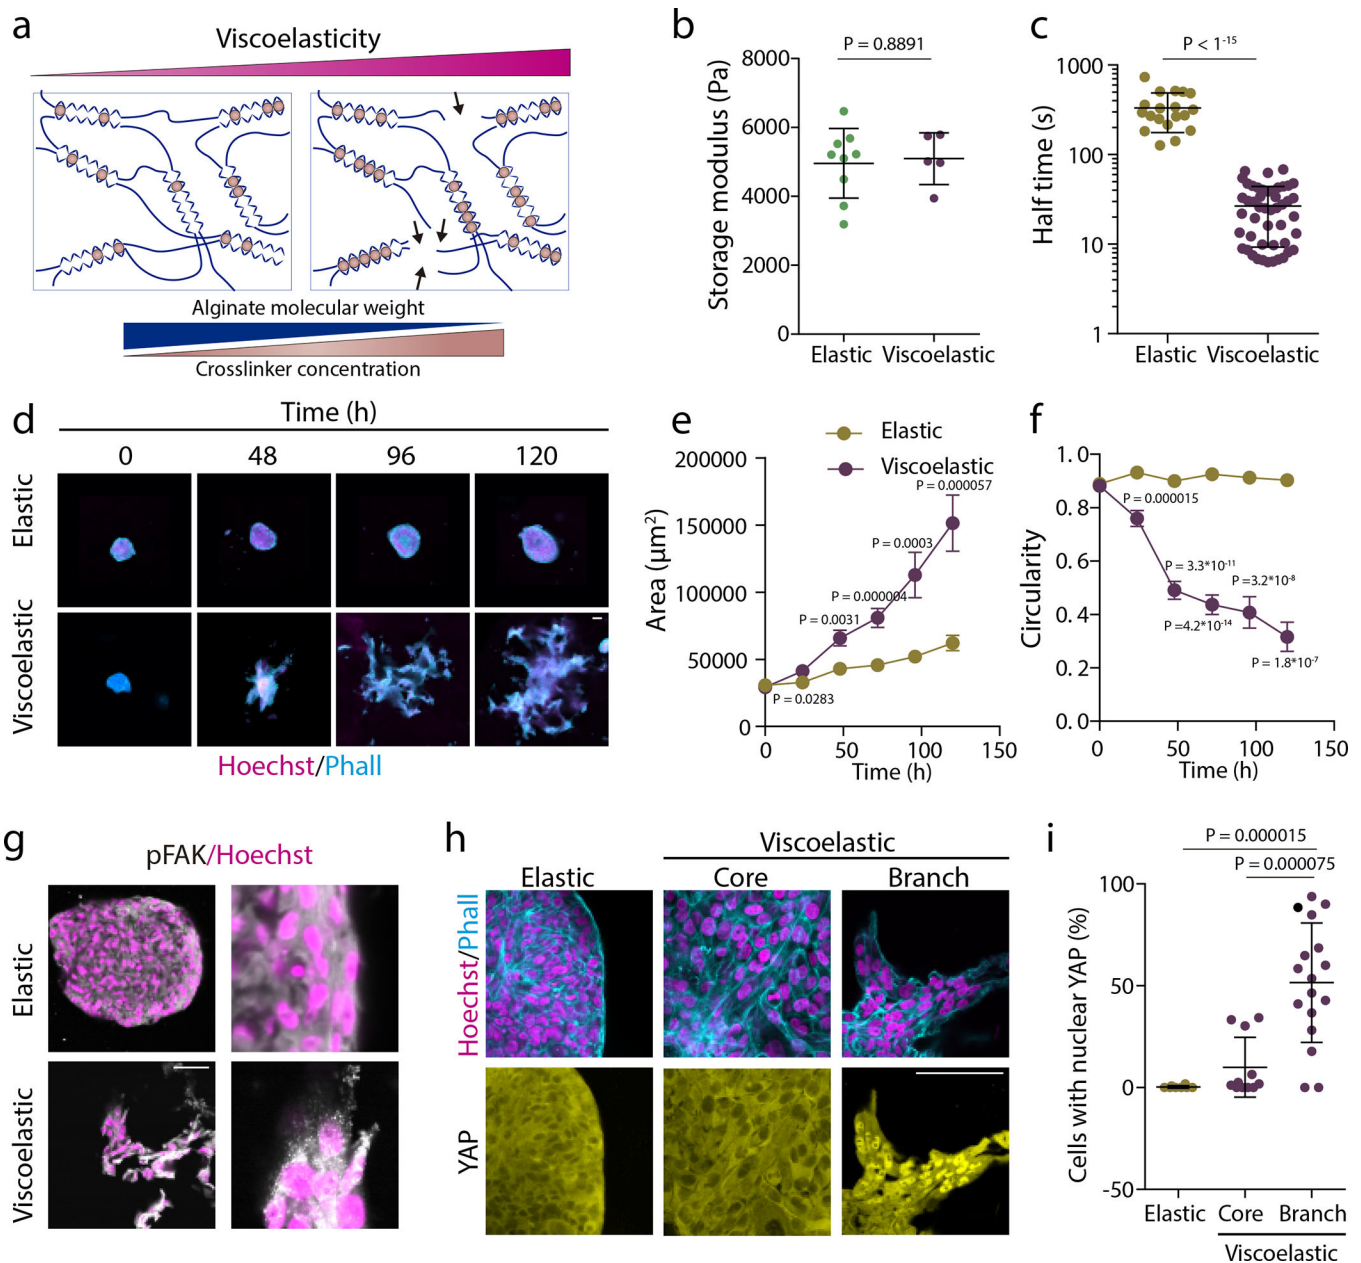 a
Viscoelasticity
Alginate molecular weight
Crosslinker concentration
b
P = 0.8891
Storage modulus (Pa)
8000
6000
4000
2000
0
Elastic
Viscoelastic
c
P < 1-15
Half time (s)
1000
100
10
1
Elastic
Viscoelastic
d
Time (h)
0 48 96 120
Elastic
Viscoelastic
Hoechst/Phall
e
Elastic
Viscoelastic
Area (µm2)
200000
150000
100000
50000
0
P = 0.000057
P = 0.0003
P = 0.000004
P = 0.0031
P = 0.0283
0 50 100 150
Time (h)
f
Circularity
1. 0
0. 8
0. 6
0. 4
0. 2
0. 0
P = 0.000015
P = 3.3*10-11
P =3.2*10-8
P =4.2*10-14
P = 1.8*10-7
0 50 100 150
Time (h)
g
pFAK/Hoechst
Elastic
Viscoelastic
h
Viscoelastic
Elastic Core Branch
Hoechst/Phall
YAP
i
P = 0.000015
P = 0.000075
Cells with nuclear YAP (%)
100
50
0
-50
Elastic Core Branch
Viscoelastic